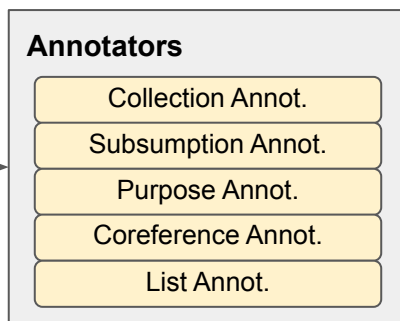 Annotators
Collection Annot.
Subsumption Annot.
Purpose Annot.
Coreference Annot.
List Annot.